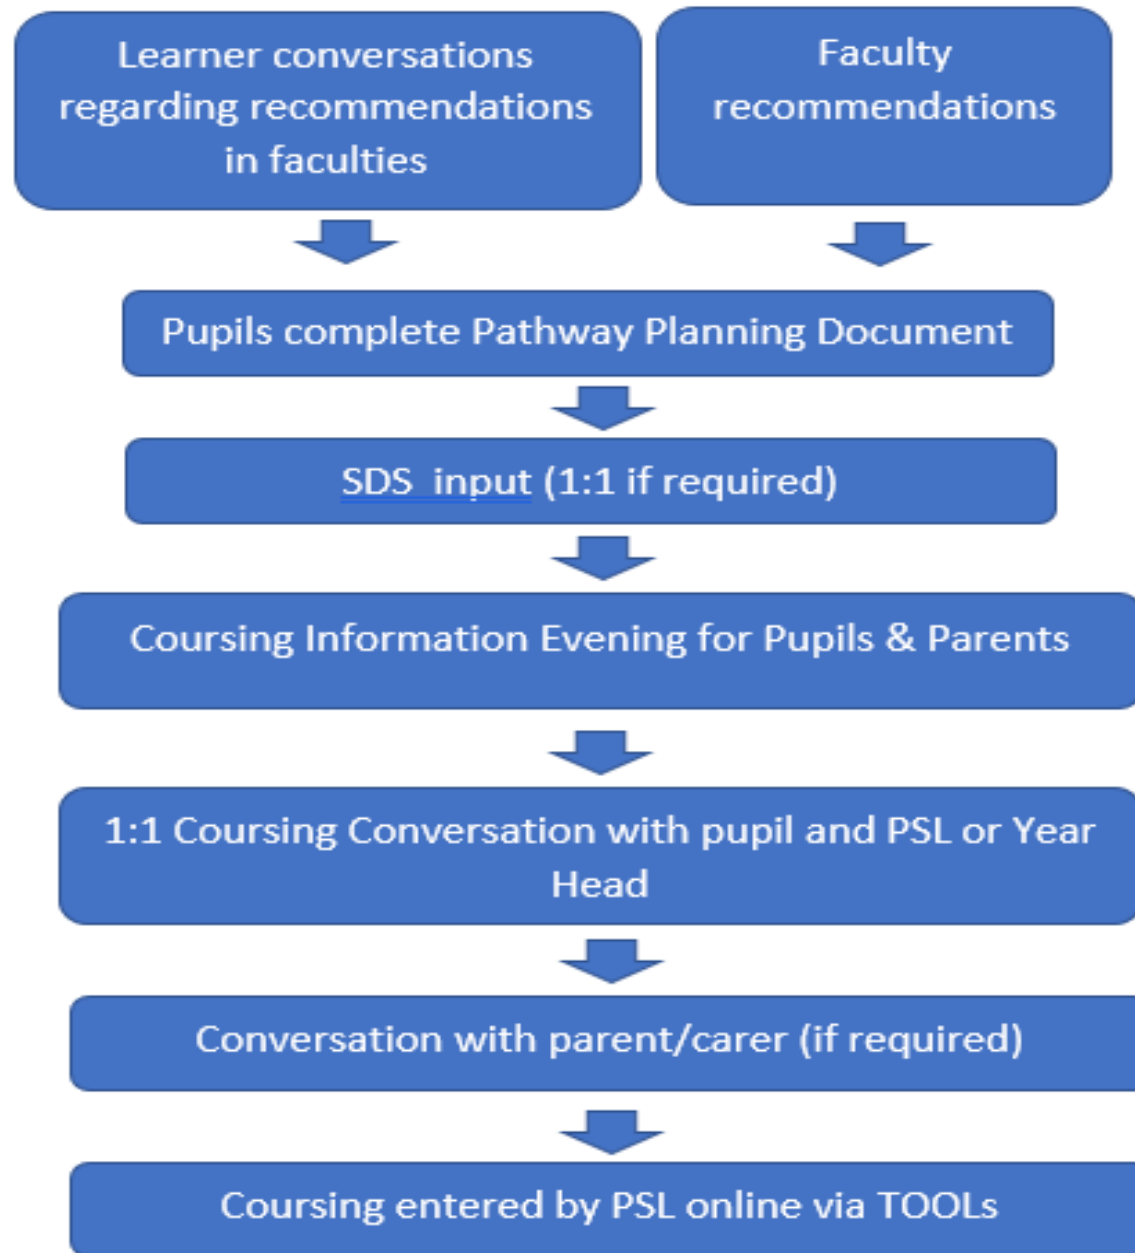 Learner conversations
regarding recommendations
in faculties
Faculty
recommendations
Pupils complete Pathway Planning Document
SDS input (1:1 if required)
Coursing Information Evening for Pupils & Parents
1:1 Coursing Conversation with pupil and PSL or Year
Head
Conversation with parent/carer (if required)
Coursing entered by PSL online via TOOLs